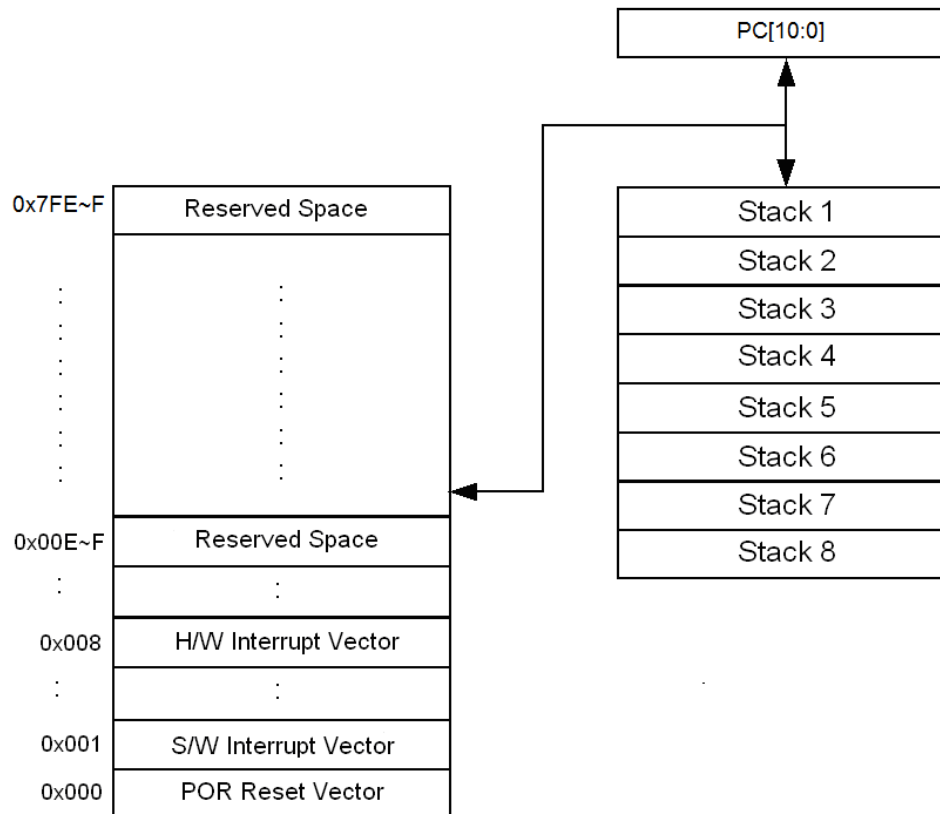 PC[10:0]
0x7FE~F
Reserved Space
Stack 1
Stack 2
Stack 3
Stack 4
Stack 5
Stack 6
Stack 7
Stack 8
0x00E~F
Reserved Space
0x008
H/W Interrupt Vector
0x001
S/W Interrupt Vector
0x000
POR Reset Vector